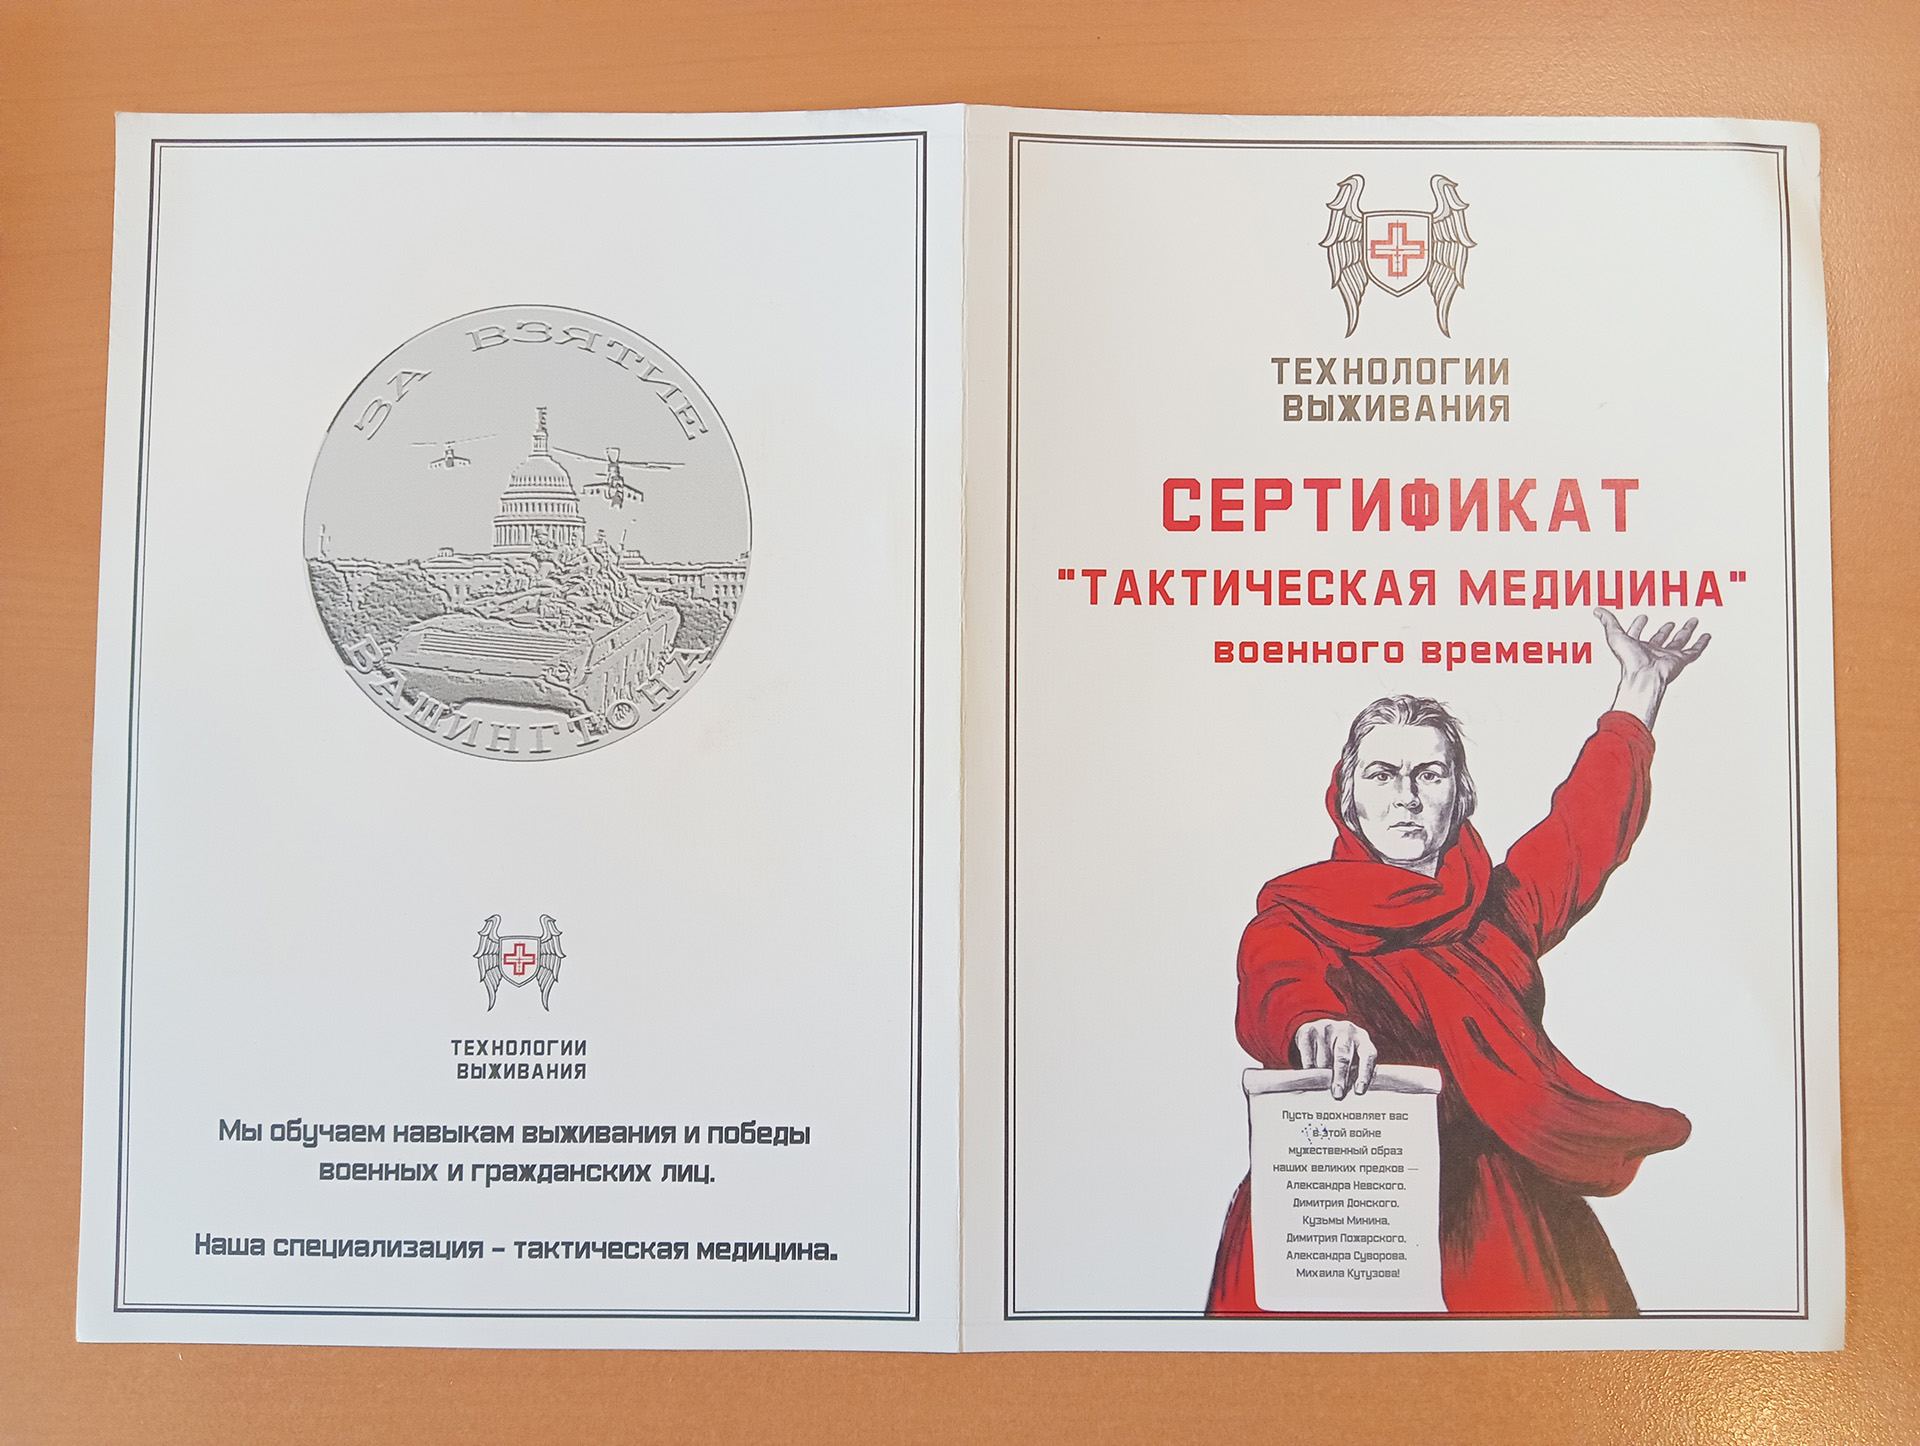 ЗА ВЗЯТИЕ
ВАШИНГТОНА
ТЕХНОЛОГИИ
ВЫЖИВАНИЯ
Мы обучаем навыкам выживания и победы
военных и гражданских лиц.
Наша специализация – тактическая медицина.
ТЕХНОЛОГИИ
ВЫЖИВАНИЯ
СЕРТИФИКАТ
"ТАКТИЧЕСКАЯ МЕДИЦИНА"
военного времени
Пусть вдохновляет вас
в этой войне
мужественный образ
наших великих предков —
Александра Невского,
Димитрия Донского,
Кузьмы Минина,
Димитрия Пожарского,
Александра Суворова,
Михаила Кутузова!